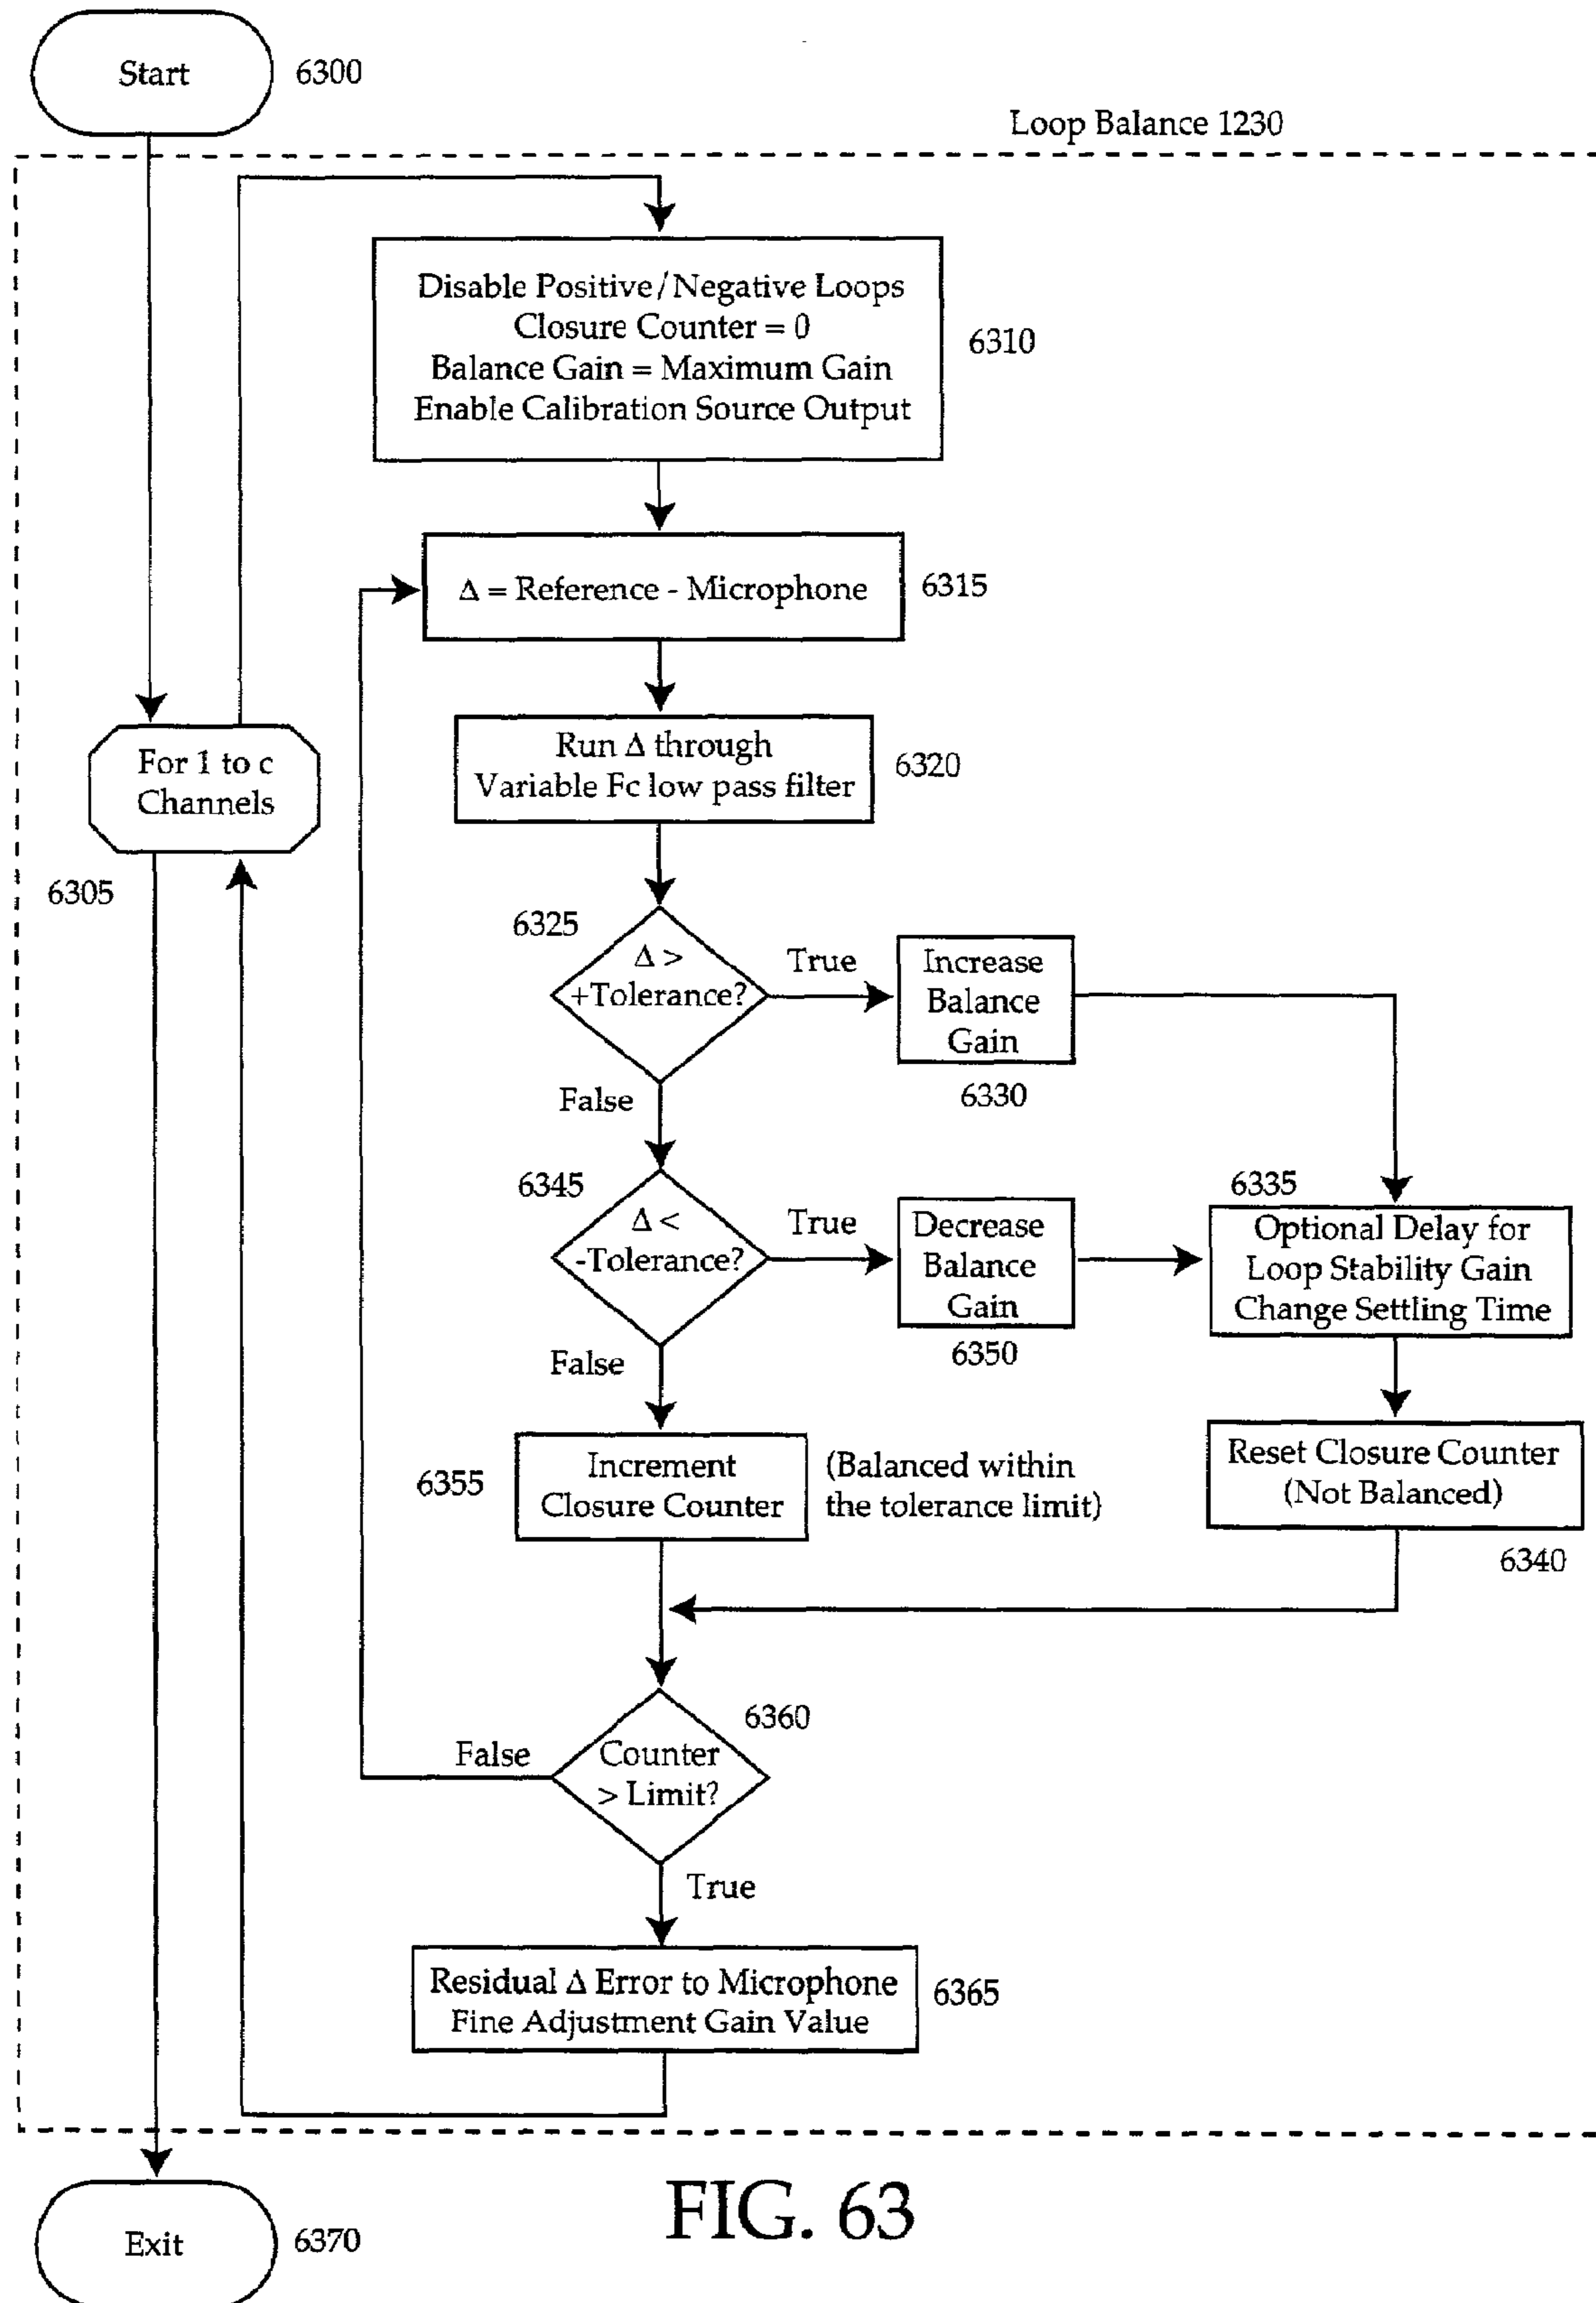 Start
6300
Loop Balance 1230
Disable Positive/Negative Loops
Closure Counter = 0
Balance Gain = Maximum Gain
Enable Calibration Source Output
6310
Δ = Reference - Microphone
6315
For 1 to c
Channels
6305
Run Δ through
Variable Fc low pass filter
6320
6325
Δ >
+Tolerance?
True
Increase
Balance
Gain
6330
False
6345
Δ <
-Tolerance?
True
Decrease
Balance
Gain
6350
6335
Optional Delay for
Loop Stability Gain
Change Settling Time
False
6355
Increment
Closure Counter
(Balanced within
the tolerance limit)
Reset Closure Counter
(Not Balanced)
6340
6360
False
Counter
> Limit?
True
Residual Δ Error to Microphone
Fine Adjustment Gain Value
6365
Exit
6370
FIG. 63